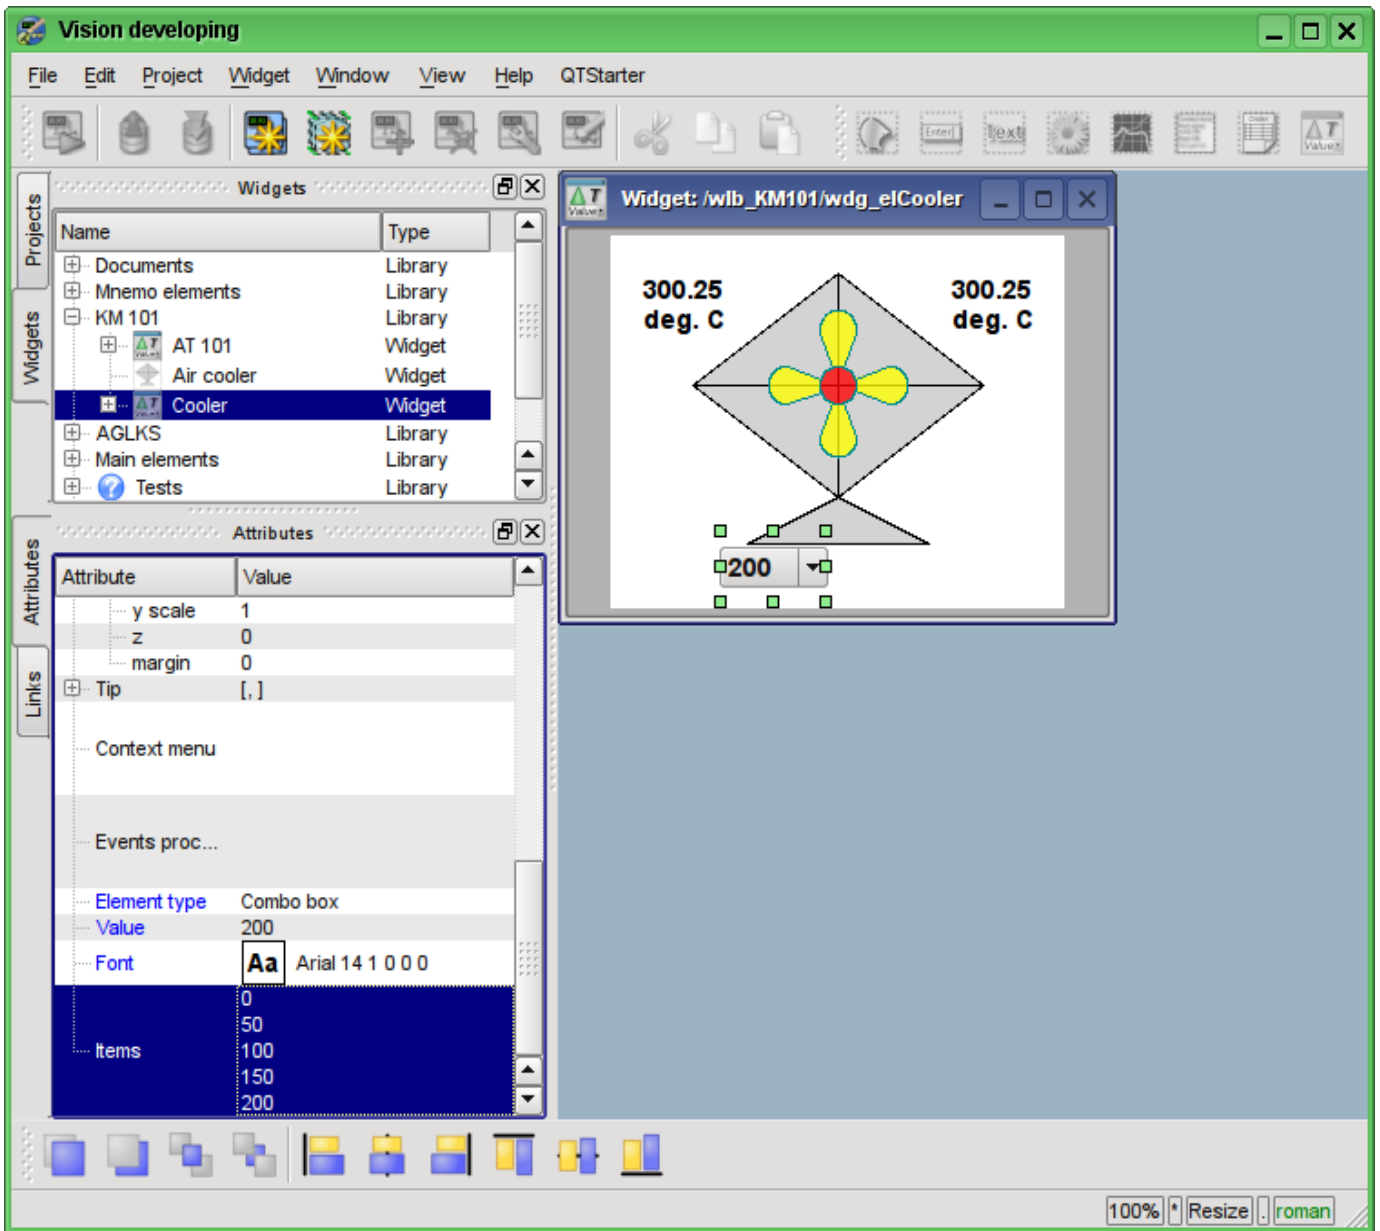 Vision developing
File Edit Project Widget Window View Help QTStarter
Enter Text Value
Projects
Widgets
Attributes
Links
Widgets
Name Type
Documents Library
Mnemo elements Library
KM 101 Library
AT 101 Widget
Air cooler Widget
Cooler Widget
AGLKS Library
Main elements Library
Tests Library
Attributes
Attribute Value
y scale 1
z 0
margin 0
Tip [, ]
Context menu
Events proc...
Element type Combo box
Value 200
Font Aa Arial 14 1 0 0 0
Items
0
50
100
150
200
Widget: /wlb_KM101/wdg_elCooler
300.25
deg. C
300.25
deg. C
200
100% * Resize . roman